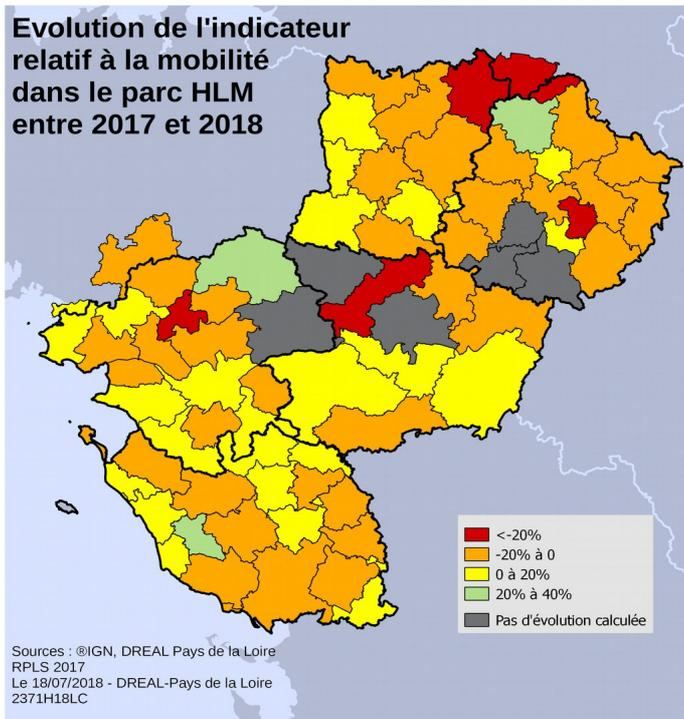 Evolution de l'indicateur
relatif à la mobilité
dans le parc HLM
entre 2017 et 2018
<-20%
-20% à 0
0 à 20%
20% à 40%
Pas d'évolution calculée
Sources : ®IGN, DREAL Pays de la Loire
RPLS 2017
Le 18/07/2018 - DREAL-Pays de la Loire
2371H18LC